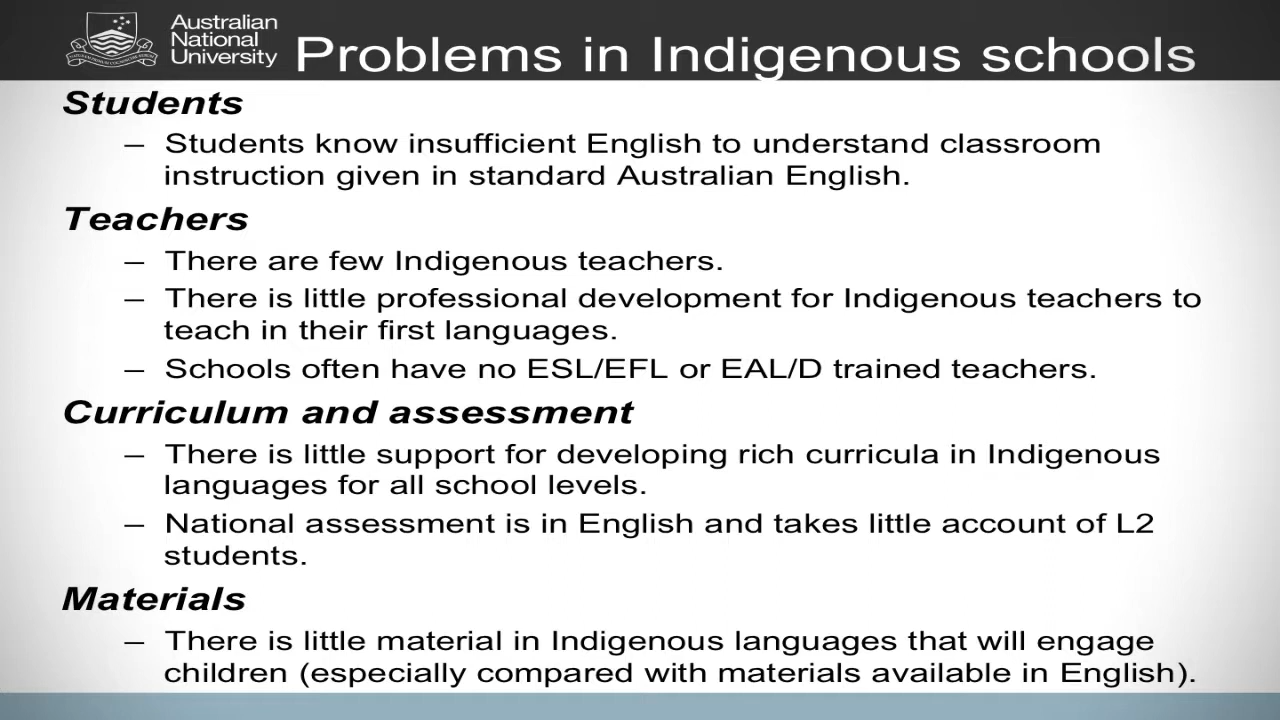 Australian
National
University
Problems in Indigenous schools
Students
– Students know insufficient English to understand classroom
instruction given in standard Australian English.
Teachers
– There are few Indigenous teachers.
– There is little professional development for Indigenous teachers to
teach in their first languages.
– Schools often have no ESL/EFL or EAL/D trained teachers.
Curriculum and assessment
– There is little support for developing rich curricula in Indigenous
languages for all school levels.
– National assessment is in English and takes little account of L2
students.
Materials
– There is little material in Indigenous languages that will engage
children (especially compared with materials available in English).